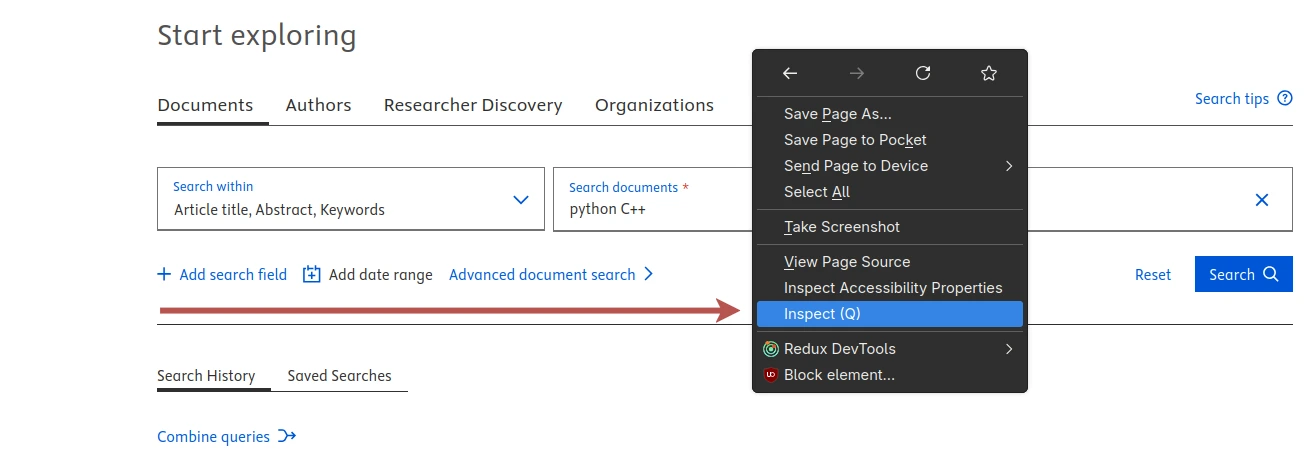 Start exploring
Documents Authors Researcher Discovery Organizations
Search tips
Search within
Article title, Abstract, Keywords
Search documents *
python C++
Add search field Add date range Advanced document search
Reset Search
Search History Saved Searches
Combine queries
Save Page As...
Save Page to Pocket
Send Page to Device
Select All
Take Screenshot
View Page Source
Inspect Accessibility Properties
Inspect (Q)
Redux DevTools
Block element...